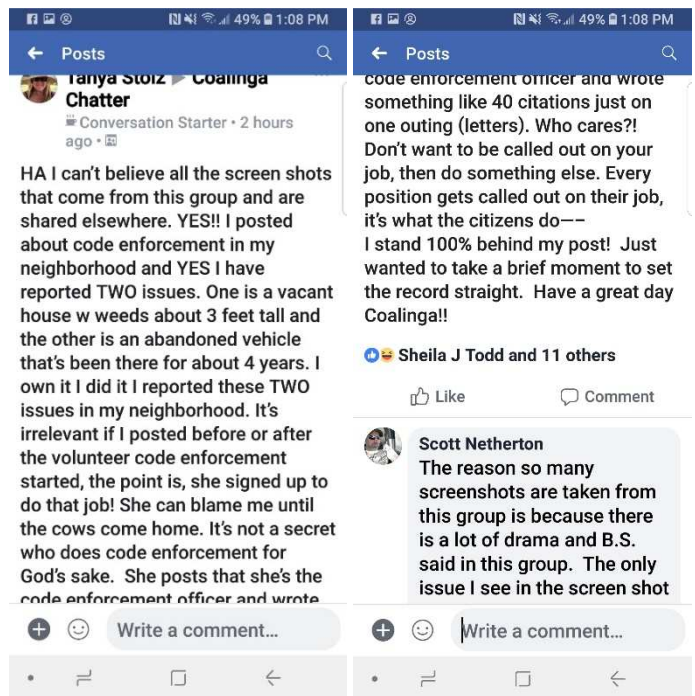 49% 1:08 PM
Posts
Tanya Stolz ▶ Coalinga
Chatter
Conversation Starter • 2 hours
ago •
HA I can't believe all the screen shots
that come from this group and are
shared elsewhere. YES!! I posted
about code enforcement in my
neighborhood and YES I have
reported TWO issues. One is a vacant
house w weeds about 3 feet tall and
the other is an abandoned vehicle
that's been there for about 4 years. I
own it I did it I reported these TWO
issues in my neighborhood. It's
irrelevant if I posted before or after
the volunteer code enforcement
started, the point is, she signed up to
do that job! She can blame me until
the cows come home. It's not a secret
who does code enforcement for
God's sake.  She posts that she's the
code enforcement officer and wrote
Write a comment...
49% 1:08 PM
Posts
code enforcement officer and wrote
something like 40 citations just on
one outing (letters). Who cares?!
Don't want to be called out on your
job, then do something else. Every
position gets called out on their job,
it's what the citizens do—–
I stand 100% behind my post!  Just
wanted to take a brief moment to set
the record straight.  Have a great day
Coalinga!!
Sheila J Todd and 11 others
Like
Comment
Scott Netherton
The reason so many
screenshots are taken from
this group is because there
is a lot of drama and B.S.
said in this group.  The only
issue I see in the screen shot
Write a comment...